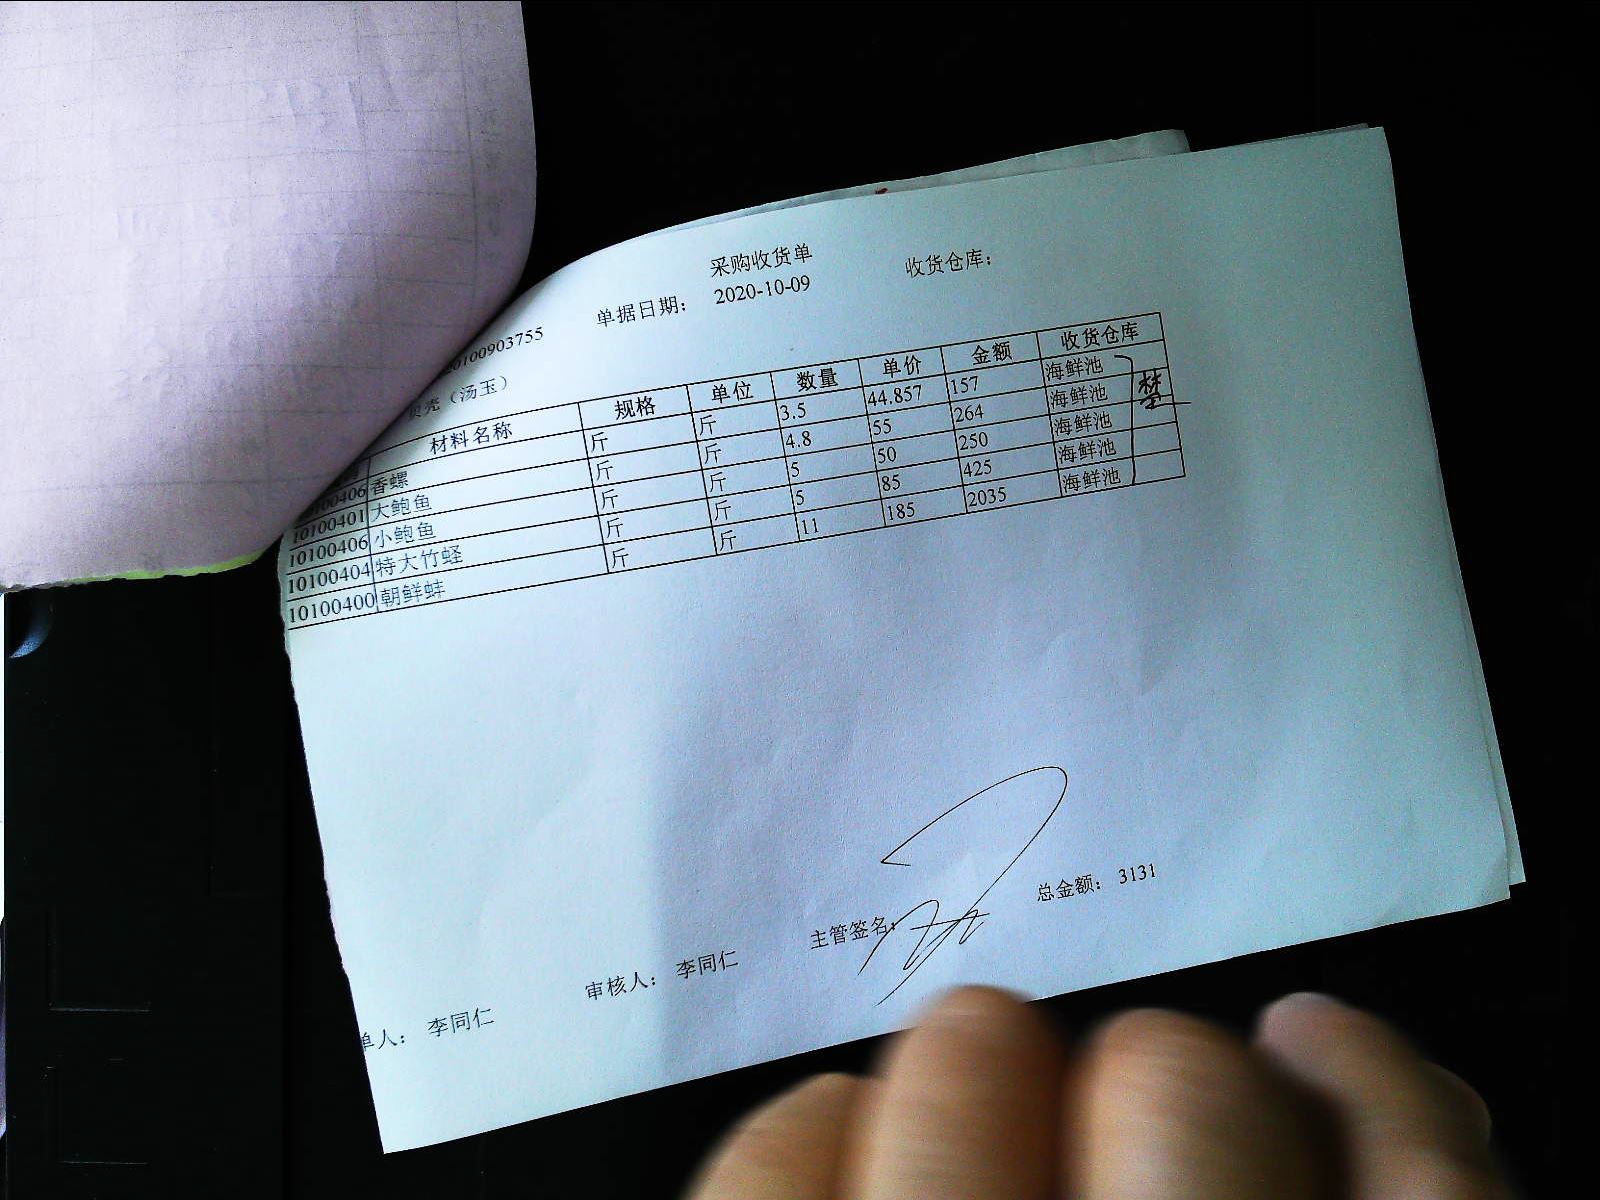 采购收货单
20100903755 单据日期： 2020-10-09 收货仓库：
贝壳（汤玉）
材料名称 规格 单位 数量 单价 金额 收货仓库
10100406 香螺 斤 斤 3.5 44.857 157 海鲜池
10100401 大鲍鱼 斤 斤 4.8 55 264 海鲜池
10100406 小鲍鱼 斤 斤 5 50 250 海鲜池
10100404 特大竹蛏 斤 斤 5 85 425 海鲜池
10100400 朝鲜蚌 斤 斤 11 185 2035 海鲜池
单人： 李同仁 审核人： 李同仁 主管签名： 总金额： 3131